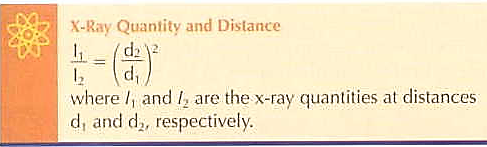 X-Ray Quantity and Distance
I₁/I₂ = (d₂/d₁)²
where I₁ and I₂ are the x-ray quantities at distances
d₁ and d₂, respectively.